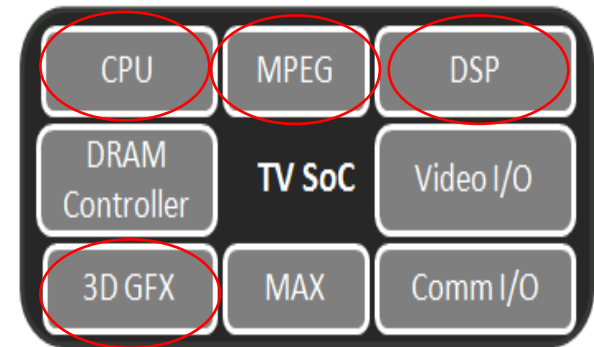 CPU
MPEG
DSP
DRAM
Controller
TV SoC
Video I/O
3D GFX
MAX
Comm I/O